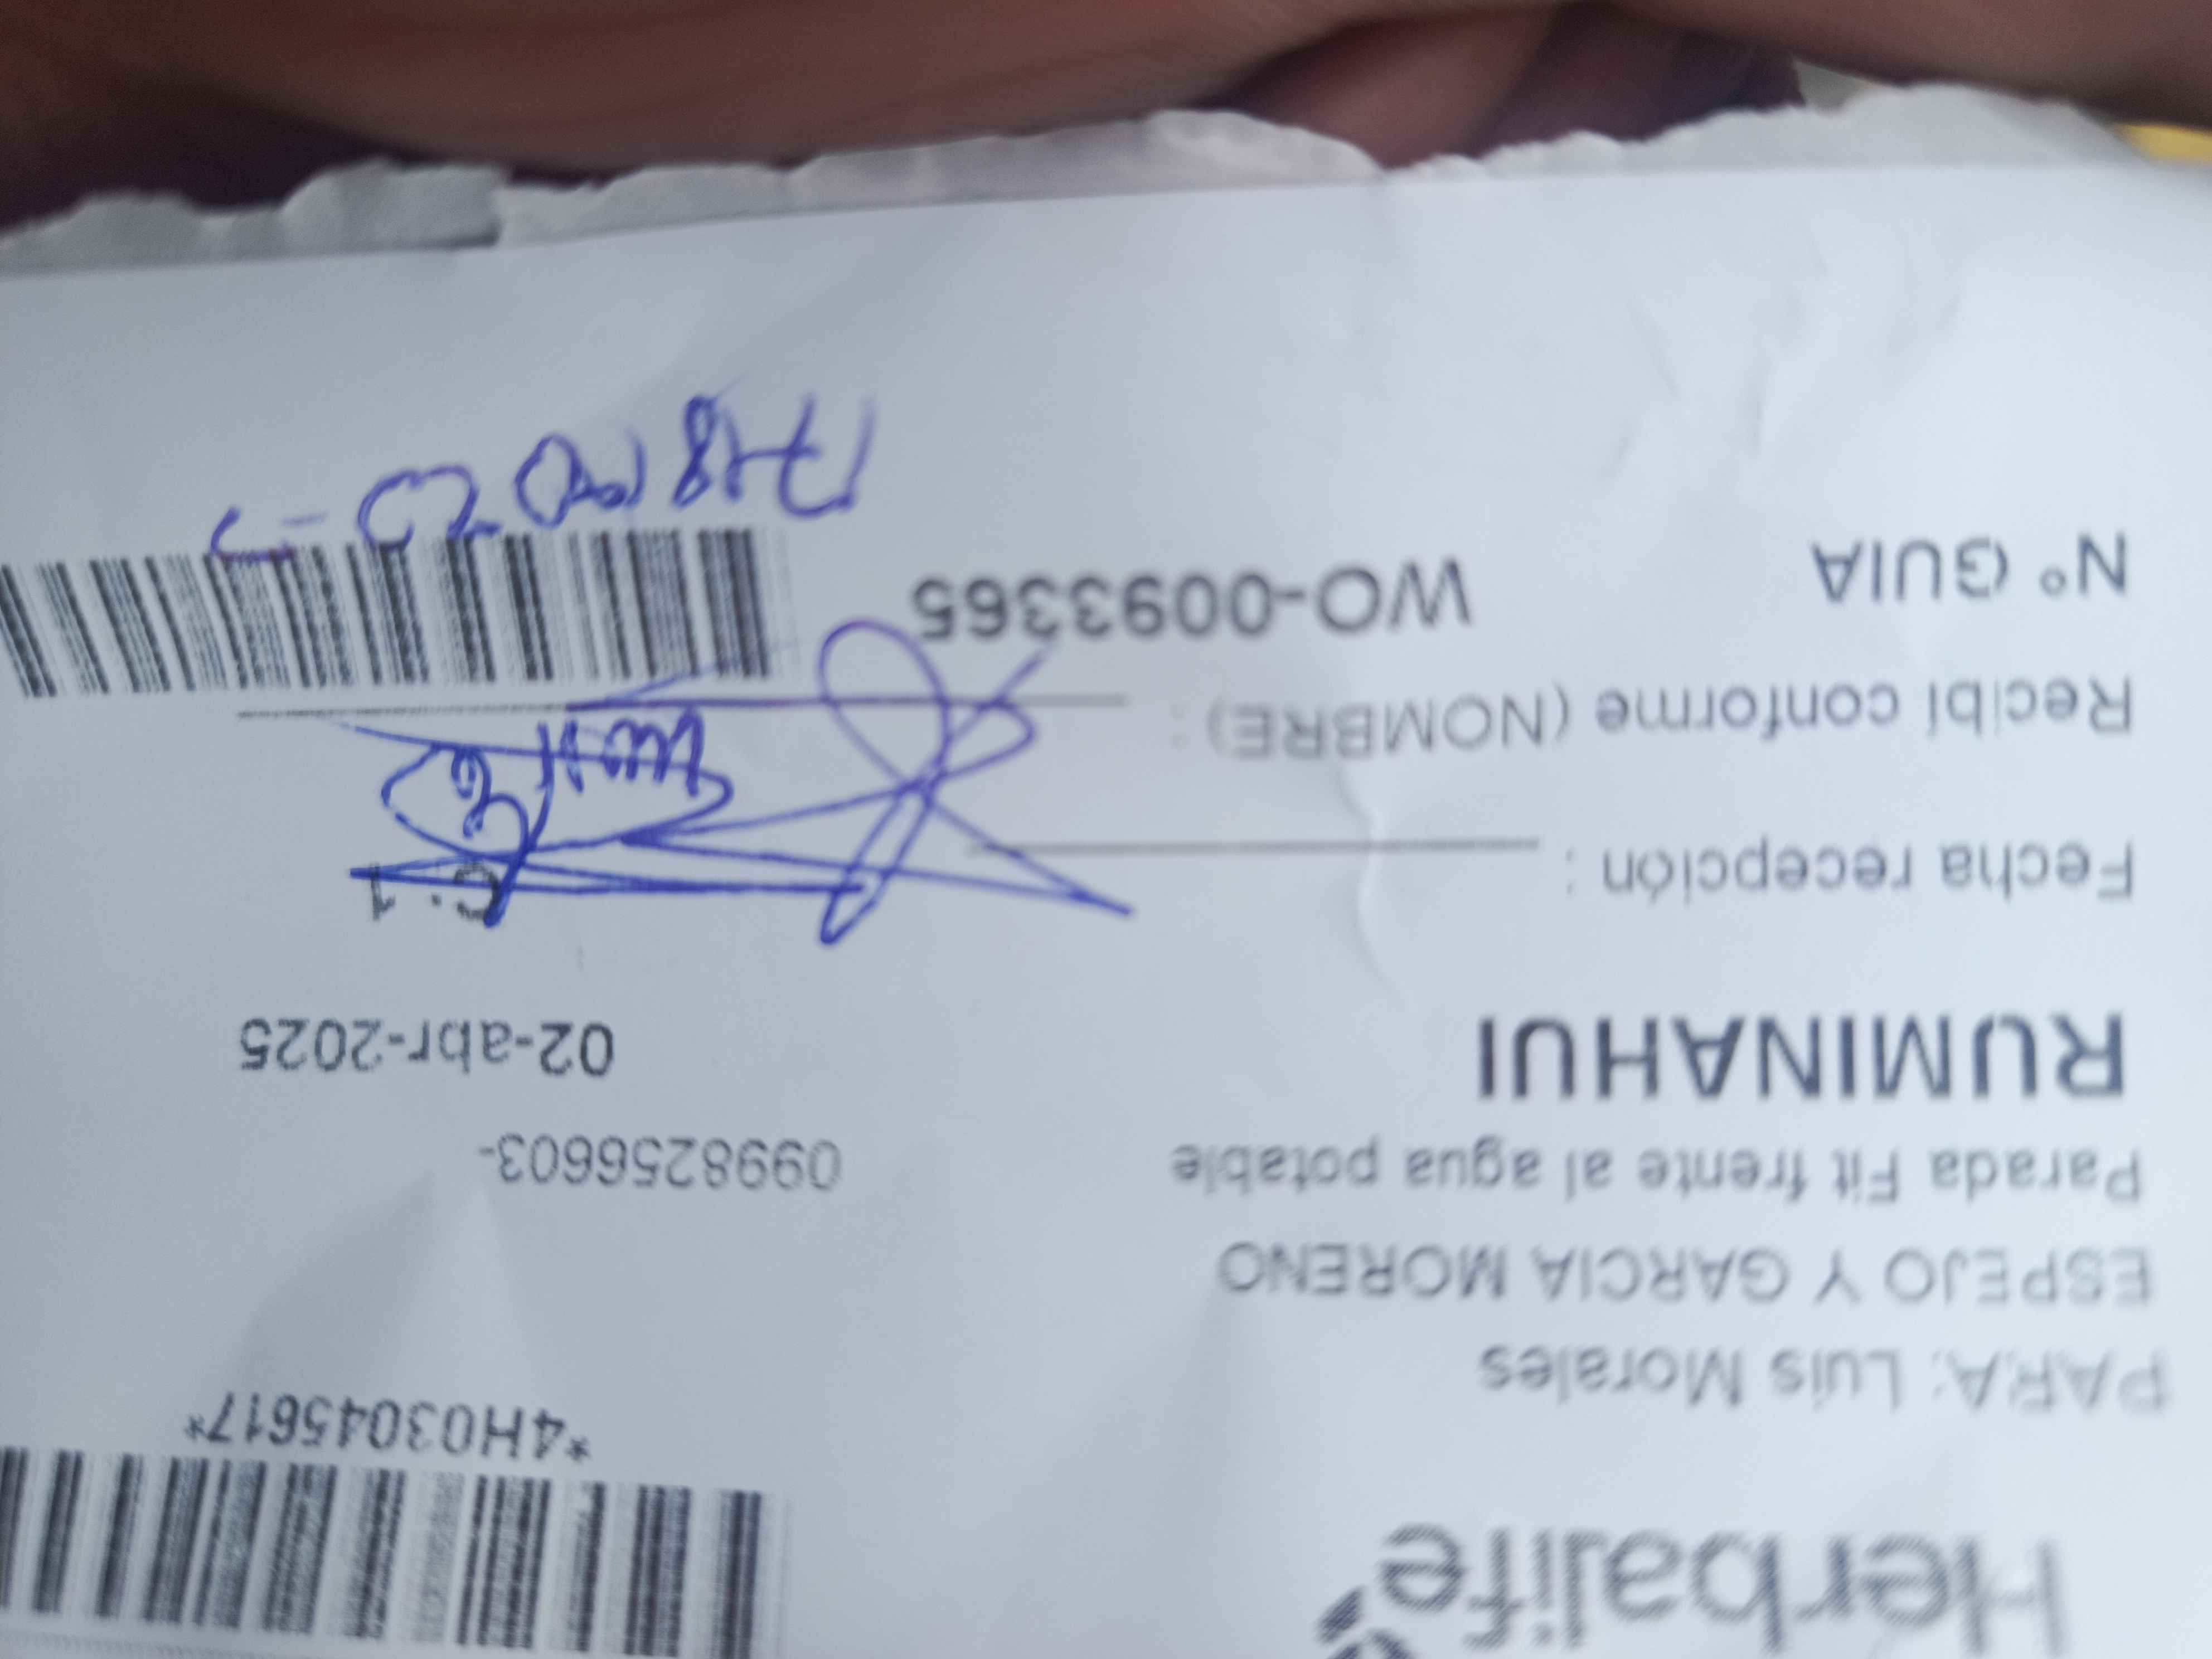 Herbalife
*4H03045617*
PARA: Luis Morales
ESPEJO Y GARCIA MORENO
Parada Fit frente al agua potable 0998256603-
RUMINAHUI 02-abr-2025
Fecha recepción : C.1
Recibí conforme (NOMBRE) :
N° GUIA WO-0093365